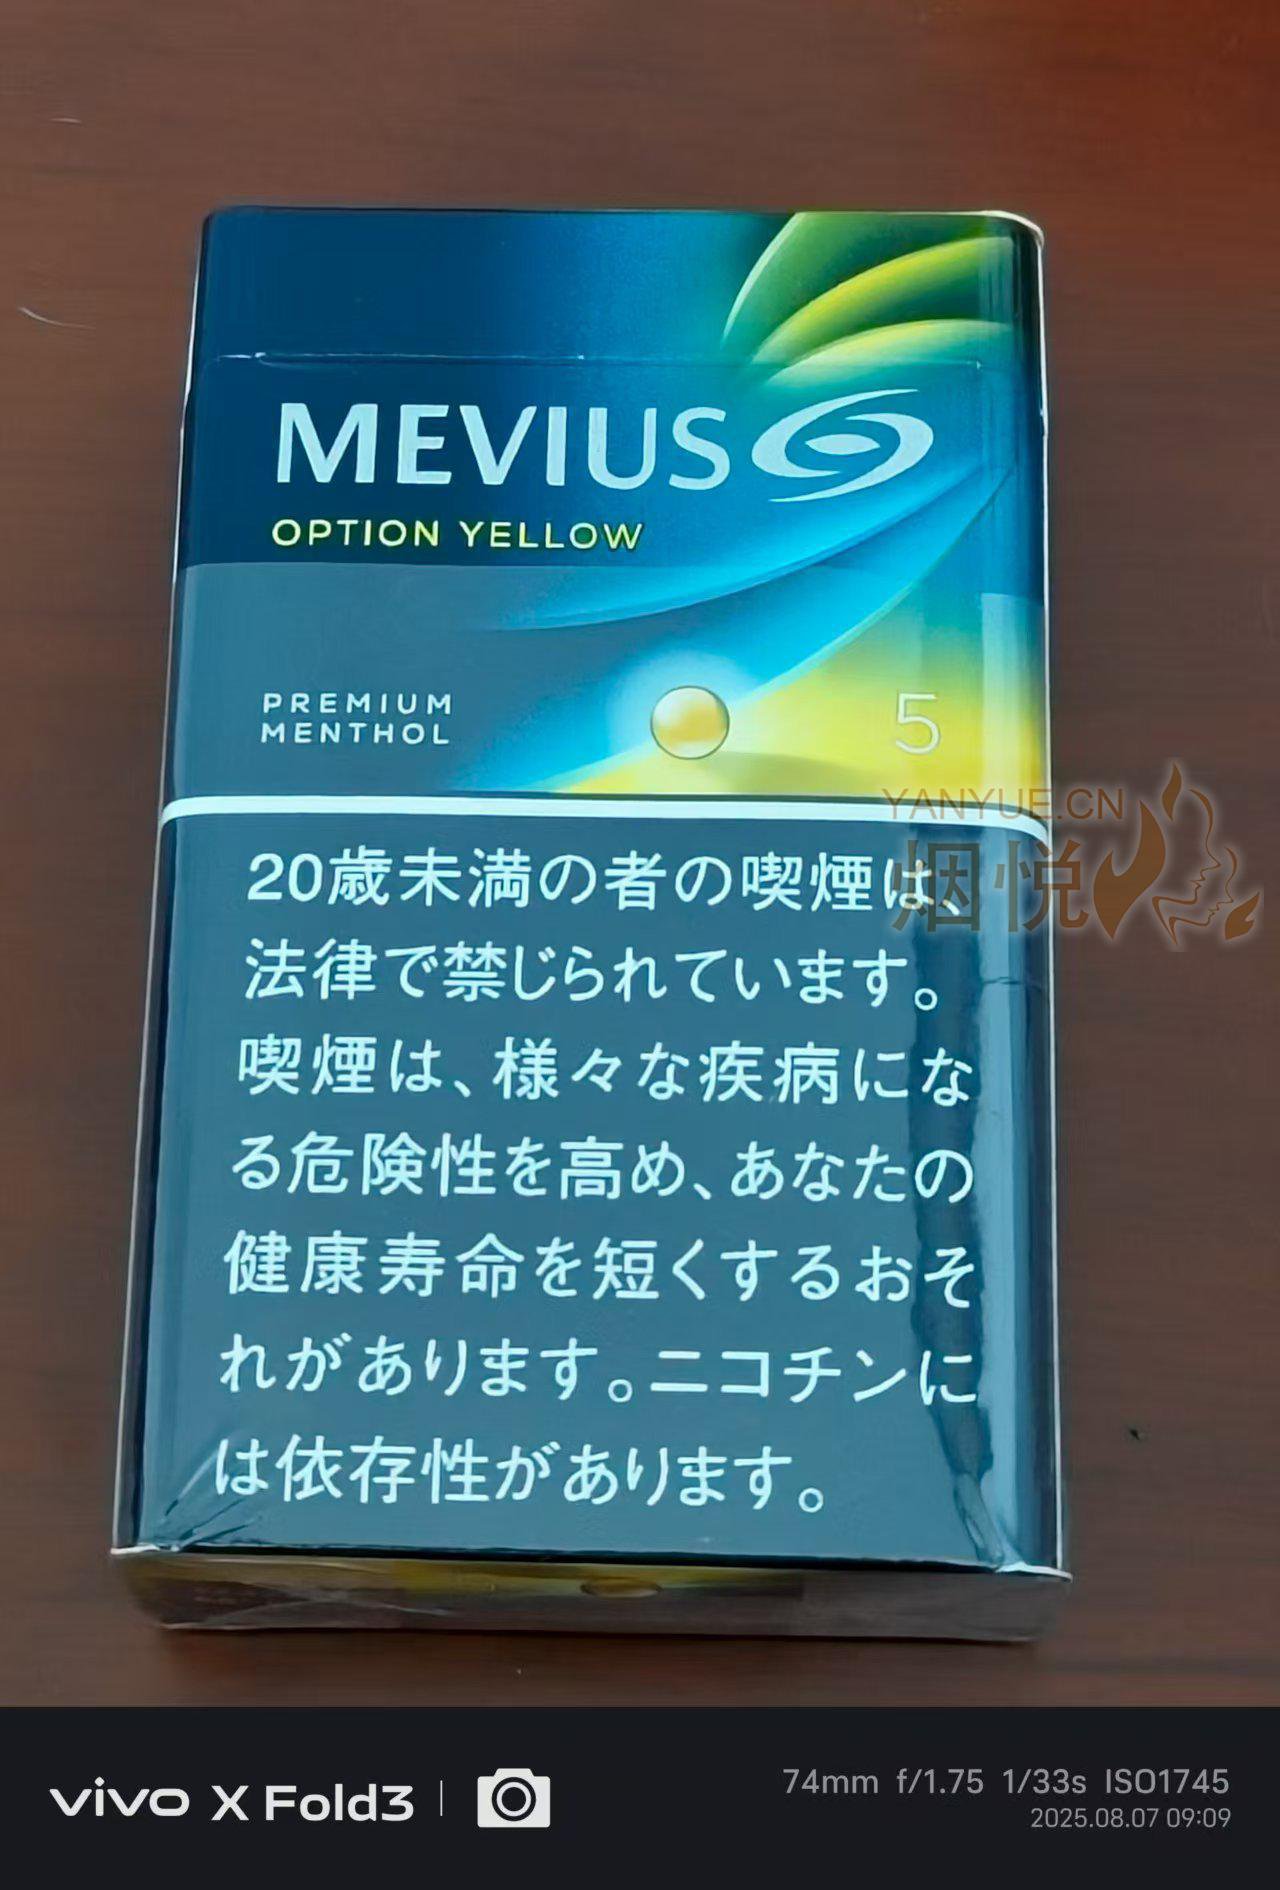 MEVIUS
OPTION YELLOW
PREMIUM
MENTHOL
5
YANYUE.CN
烟悦
20歳未満の者の喫煙は、
法律で禁じられています。
喫煙は、様々な疾病にな
る危険性を高め、あなたの
健康寿命を短くするおそ
れがあります。ニコチンに
は依存性があります。
vivo X Fold3
74mm f/1.75 1/33s ISO1745
2025.08.07 09:09